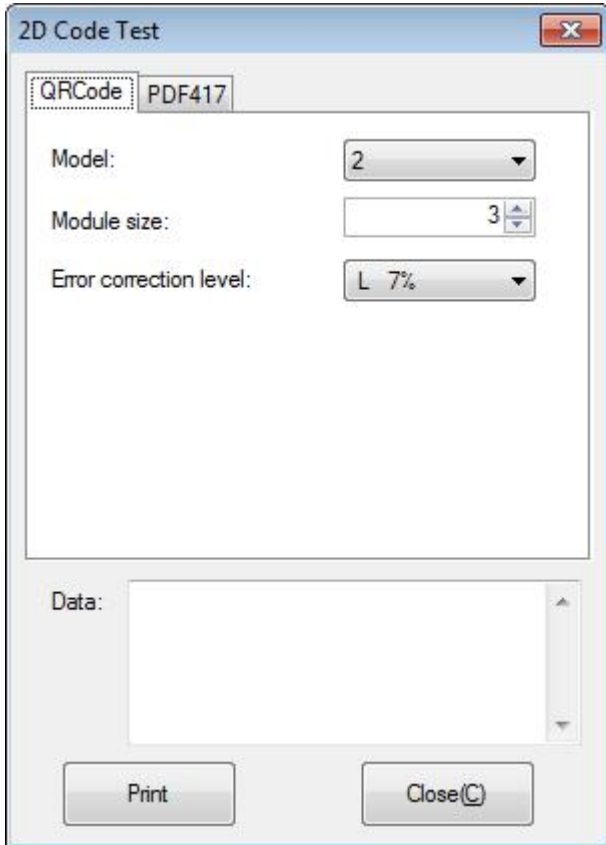 2D Code Test
QRCode PDF417
Model: 2
Module size: 3
Error correction level: L 7%
Data:
Print Close(C)